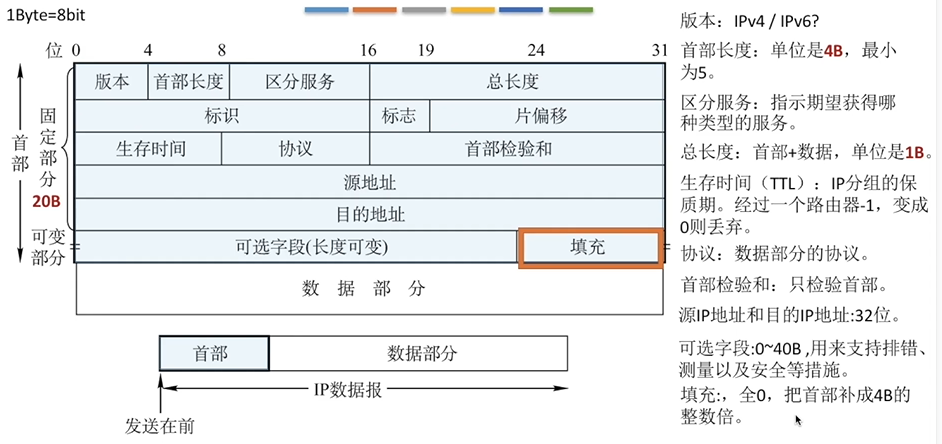 1Byte=8bit
位 0 4 8 16 19 24 31
版本 首部长度 区分服务 总长度
标识 标志 片偏移
生存时间 协议 首部检验和
源地址
目的地址
可选字段(长度可变) 填充
数据部分
首部
固定部分
20B
可变部分
首部 数据部分
IP数据报
发送在前
版本：IPv4 / IPv6?
首部长度：单位是4B，最小
为5。
区分服务：指示期望获得哪
种类型的服务。
总长度：首部+数据，单位是1B。
生存时间（TTL）：IP分组的保
质期。经过一个路由器-1，变成
0则丢弃。
协议：数据部分的协议。
首部检验和：只检验首部。
源IP地址和目的IP地址:32位。
可选字段:0~40B ,用来支持排错、
测量以及安全等措施。
填充:，全0，把首部补成4B的
整数倍。